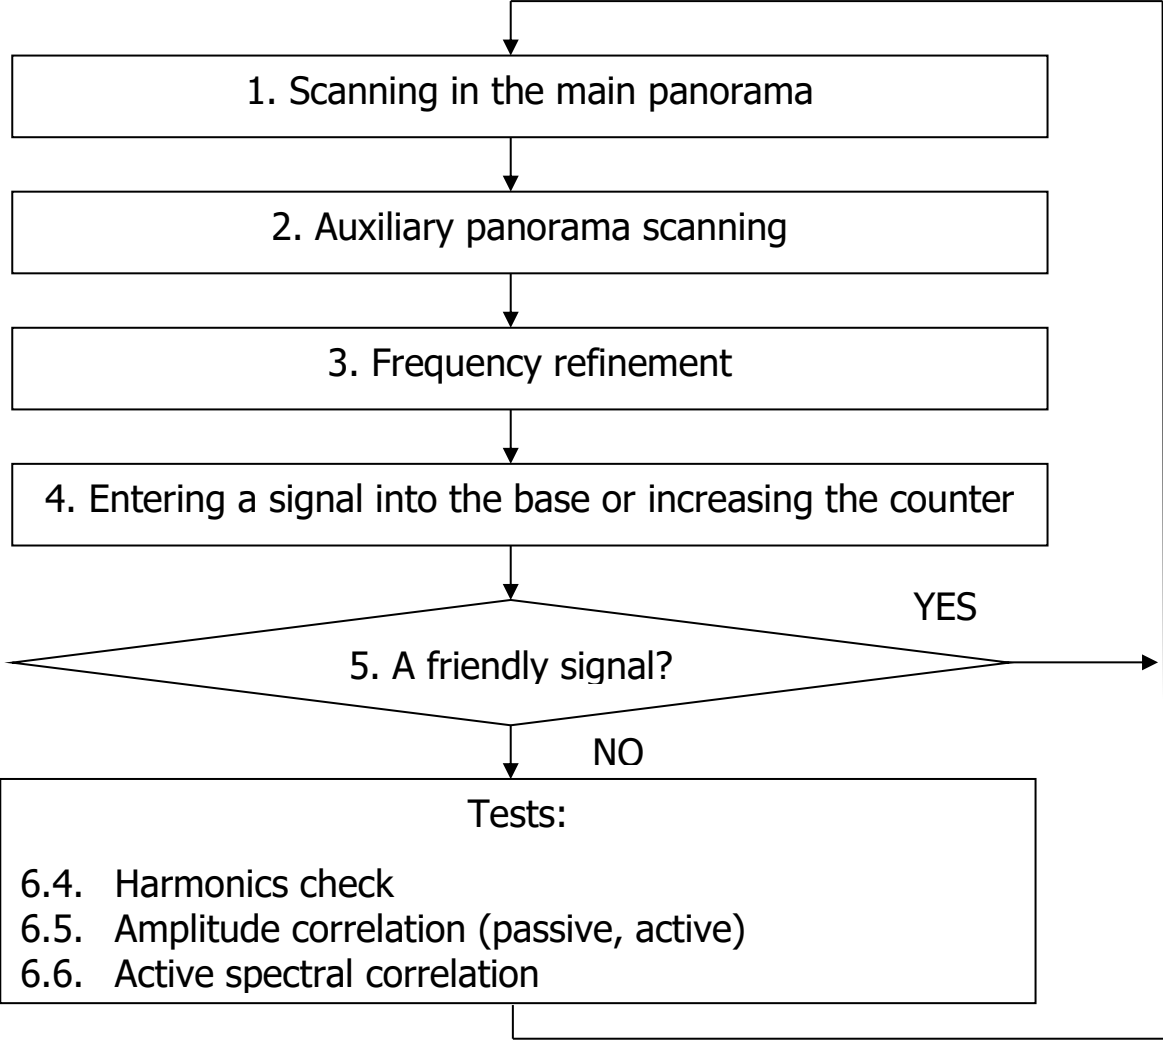 1. Scanning in the main panorama
2. Auxiliary panorama scanning
3. Frequency refinement
4. Entering a signal into the base or increasing the counter
YES
5. A friendly signal?
NO
Tests:
6.4. Harmonics check
6.5. Amplitude correlation (passive, active)
6.6. Active spectral correlation